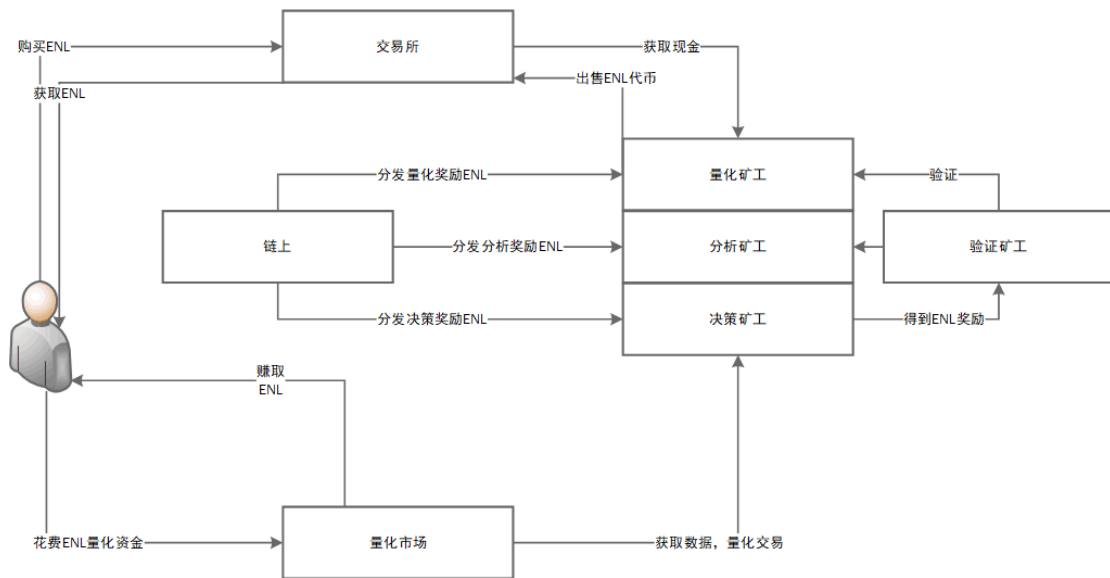 购买ENL
交易所
获取现金
获取ENL
出售ENL代币
分发量化奖励ENL
量化矿工
验证
链上
分发分析奖励ENL
分析矿工
验证矿工
分发决策奖励ENL
决策矿工
得到ENL奖励
赚取
ENL
花费ENL量化资金
量化市场
获取数据，量化交易